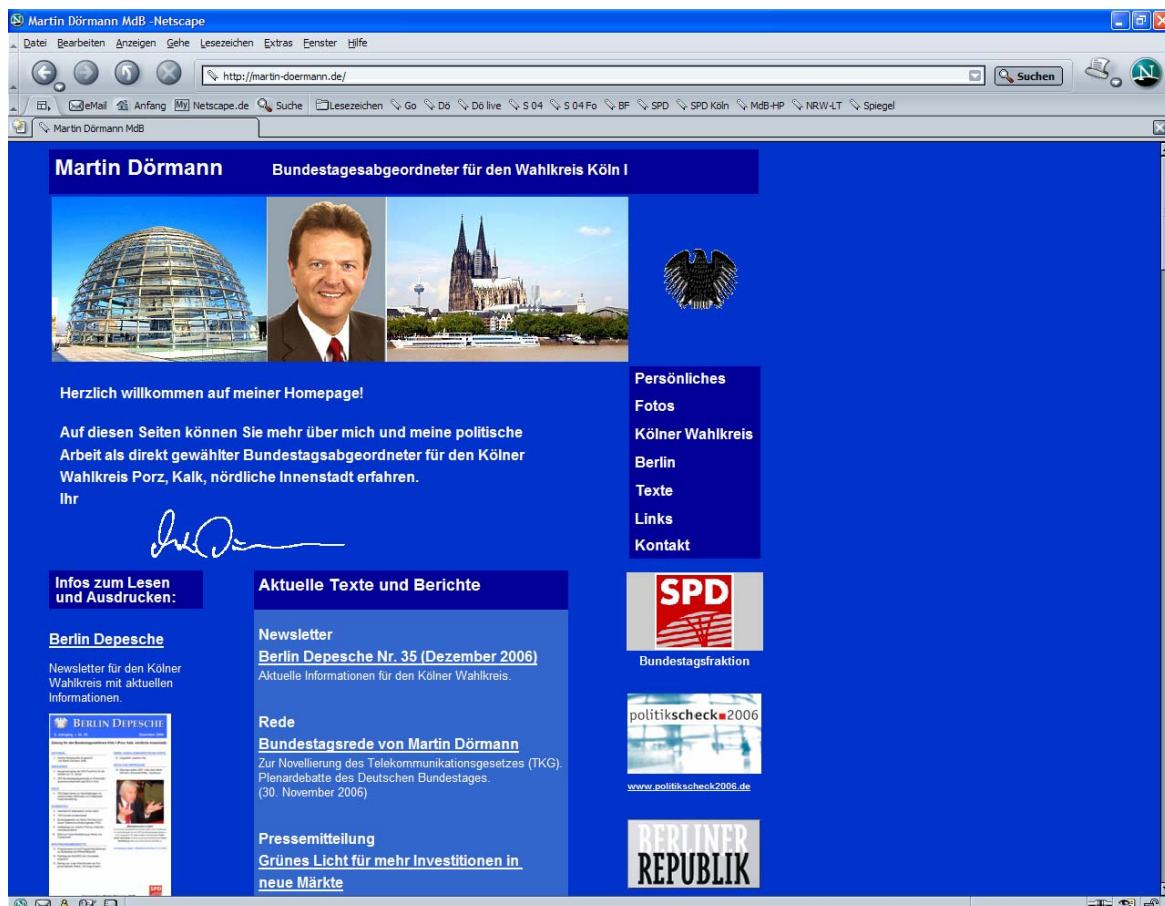 Martin Dörmann MdB -Netscape
Datei Bearbeiten Anzeigen Gehe Lesezeichen Extras Fenster Hilfe
http://martin-doermann.de/
Suchen
eMail Anfang My Netscape.de Suche Lesezeichen Go Dö Dö live S 04 S 04 Fo BF SPD SPD Köln MdB-HP NRW-LT Spiegel
Martin Dörmann MdB
Martin Dörmann Bundestagesabgeordneter für den Wahlkreis Köln I
Herzlich willkommen auf meiner Homepage!
Auf diesen Seiten können Sie mehr über mich und meine politische
Arbeit als direkt gewählter Bundestagsabgeordneter für den Kölner
Wahlkreis Porz, Kalk, nördliche Innenstadt erfahren.
Ihr
Persönliches
Fotos
Kölner Wahlkreis
Berlin
Texte
Links
Kontakt
Infos zum Lesen
und Ausdrucken:
Berlin Depesche
Newsletter für den Kölner
Wahlkreis mit aktuellen
Informationen.
BERLIN DEPESCHE
SPD
Aktuelle Texte und Berichte
Newsletter
Berlin Depesche Nr. 35 (Dezember 2006)
Aktuelle Informationen für den Kölner Wahlkreis.
Rede
Bundestagsrede von Martin Dörmann
Zur Novellierung des Telekommunikationsgesetzes (TKG).
Plenardebatte des Deutschen Bundestages.
(30. November 2006)
Pressemitteilung
Grünes Licht für mehr Investitionen in
neue Märkte
SPD
Bundestagsfraktion
politikscheck 2006
www.politikscheck2006.de
BERLINER
REPUBLIK